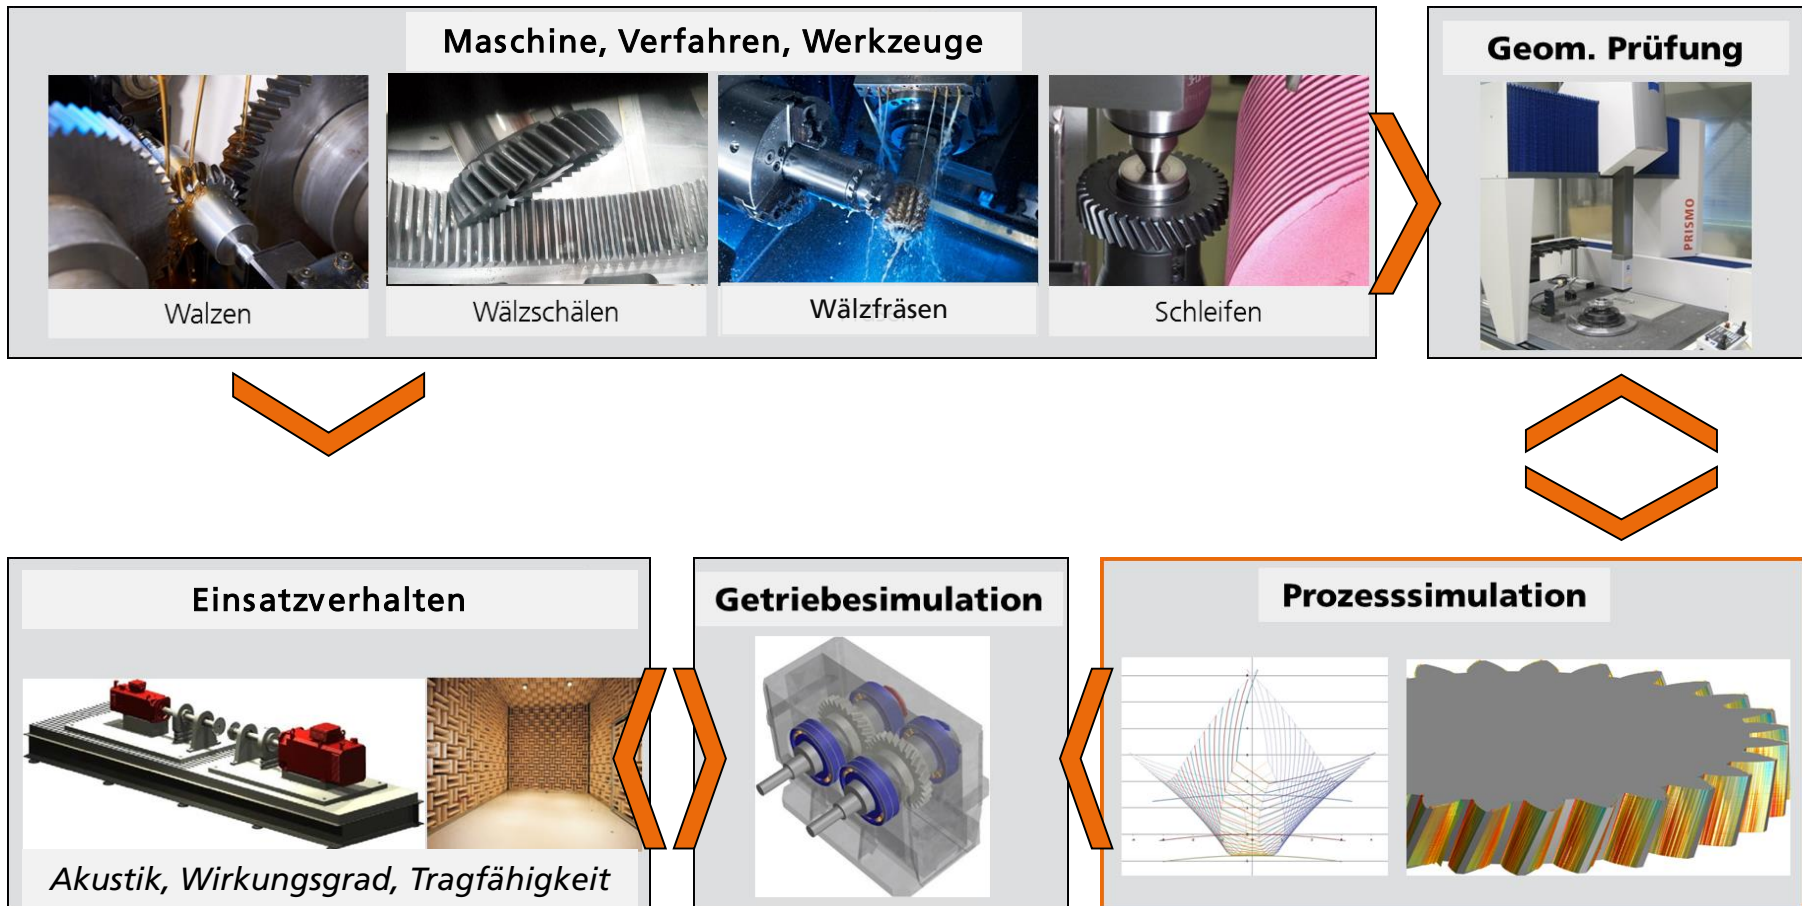 Maschine, Verfahren, Werkzeuge
Walzen
Wälzschälen
Wälzfräsen
Schleifen
Geom. Prüfung
PRISMO
Einsatzverhalten
Akustik, Wirkungsgrad, Tragfähigkeit
Getriebesimulation
Prozesssimulation